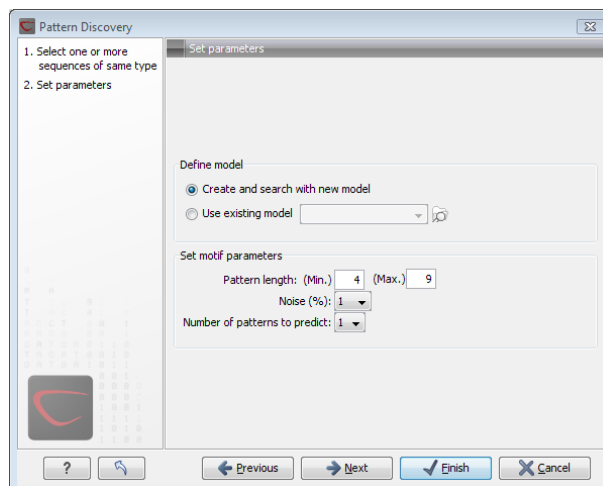 Pattern Discovery
1. Select one or more
sequences of same type
2. Set parameters
Set parameters
Define model
Create and search with new model
Use existing model
Set motif parameters
Pattern length: (Min.) 4 (Max.) 9
Noise (%): 1
Number of patterns to predict: 1
? Previous Next Finish Cancel